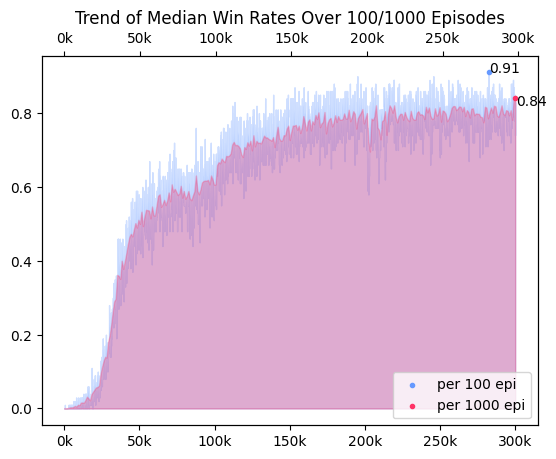 Trend of Median Win Rates Over 100/1000 Episodes
0k 50k 100k 150k 200k 250k 300k
0.91
0.84
0.8
0.6
0.4
0.2
0.0
per 100 epi
per 1000 epi
0k 50k 100k 150k 200k 250k 300k